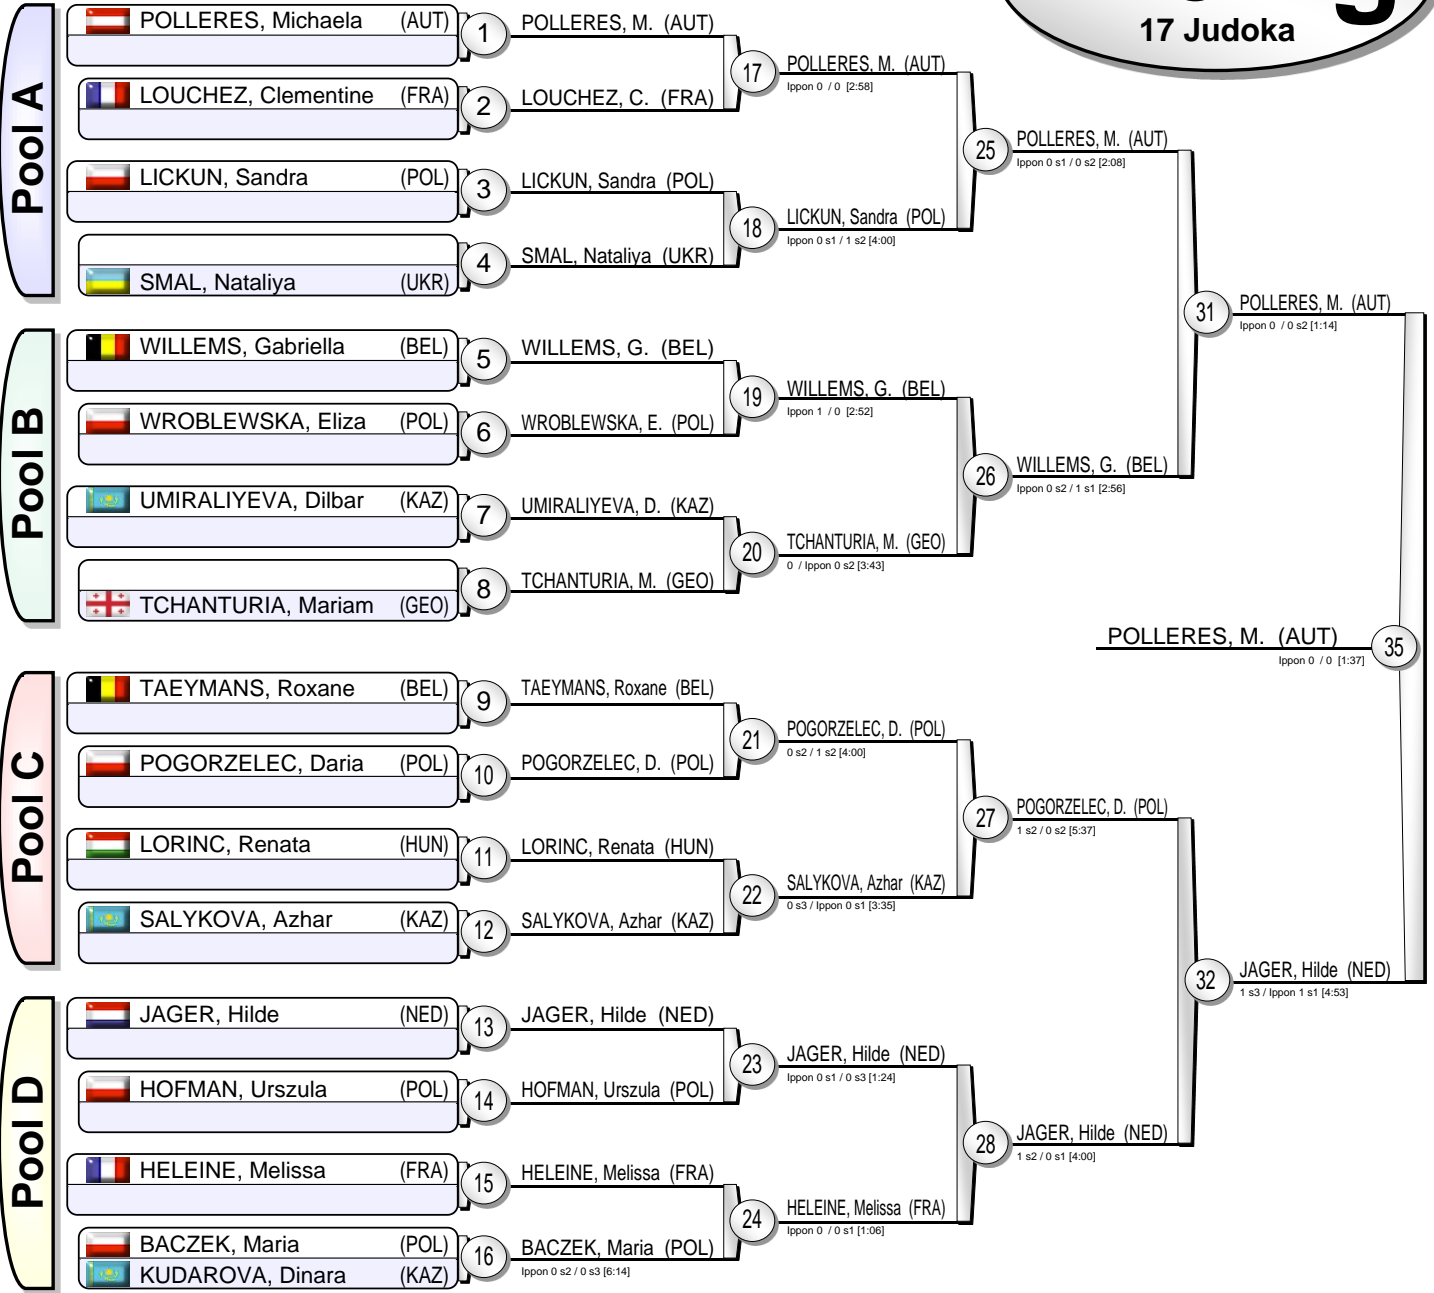 17 Judoka
Pool A
POLLERES, Michaela (AUT)
1
POLLERES, M. (AUT)
LOUCHEZ, Clementine (FRA)
2
LOUCHEZ, C. (FRA)
17
POLLERES, M. (AUT)
Ippon 0 / 0 [2:58]
LICKUN, Sandra (POL)
3
LICKUN, Sandra (POL)
SMAL, Nataliya (UKR)
4
SMAL, Nataliya (UKR)
18
LICKUN, Sandra (POL)
Ippon 0 s1 / 1 s2 [4:00]
25
POLLERES, M. (AUT)
Ippon 0 s1 / 0 s2 [2:08]
Pool B
WILLEMS, Gabriella (BEL)
5
WILLEMS, G. (BEL)
WROBLEWSKA, Eliza (POL)
6
WROBLEWSKA, E. (POL)
19
WILLEMS, G. (BEL)
Ippon 1 / 0 [2:52]
UMIRALIYEVA, Dilbar (KAZ)
7
UMIRALIYEVA, D. (KAZ)
TCHANTURIA, Mariam (GEO)
8
TCHANTURIA, M. (GEO)
20
TCHANTURIA, M. (GEO)
0 / Ippon 0 s2 [3:43]
26
WILLEMS, G. (BEL)
Ippon 0 s2 / 1 s1 [2:56]
31
POLLERES, M. (AUT)
Ippon 0 / 0 s2 [1:14]
POLLERES, M. (AUT)
Ippon 0 / 0 [1:37]
35
Pool C
TAEYMANS, Roxane (BEL)
9
TAEYMANS, Roxane (BEL)
POGORZELEC, Daria (POL)
10
POGORZELEC, D. (POL)
21
POGORZELEC, D. (POL)
0 s2 / 1 s2 [4:00]
LORINC, Renata (HUN)
11
LORINC, Renata (HUN)
SALYKOVA, Azhar (KAZ)
12
SALYKOVA, Azhar (KAZ)
22
SALYKOVA, Azhar (KAZ)
0 s3 / Ippon 0 s1 [3:35]
27
POGORZELEC, D. (POL)
1 s2 / 0 s2 [5:37]
Pool D
JAGER, Hilde (NED)
13
JAGER, Hilde (NED)
HOFMAN, Urszula (POL)
14
HOFMAN, Urszula (POL)
23
JAGER, Hilde (NED)
Ippon 0 s1 / 0 s3 [1:24]
HELEINE, Melissa (FRA)
15
HELEINE, Melissa (FRA)
BACZEK, Maria (POL)
KUDAROVA, Dinara (KAZ)
16
BACZEK, Maria (POL)
Ippon 0 s2 / 0 s3 [6:14]
24
HELEINE, Melissa (FRA)
Ippon 0 / 0 s1 [1:06]
28
JAGER, Hilde (NED)
1 s2 / 0 s1 [4:00]
32
JAGER, Hilde (NED)
1 s3 / Ippon 1 s1 [4:53]